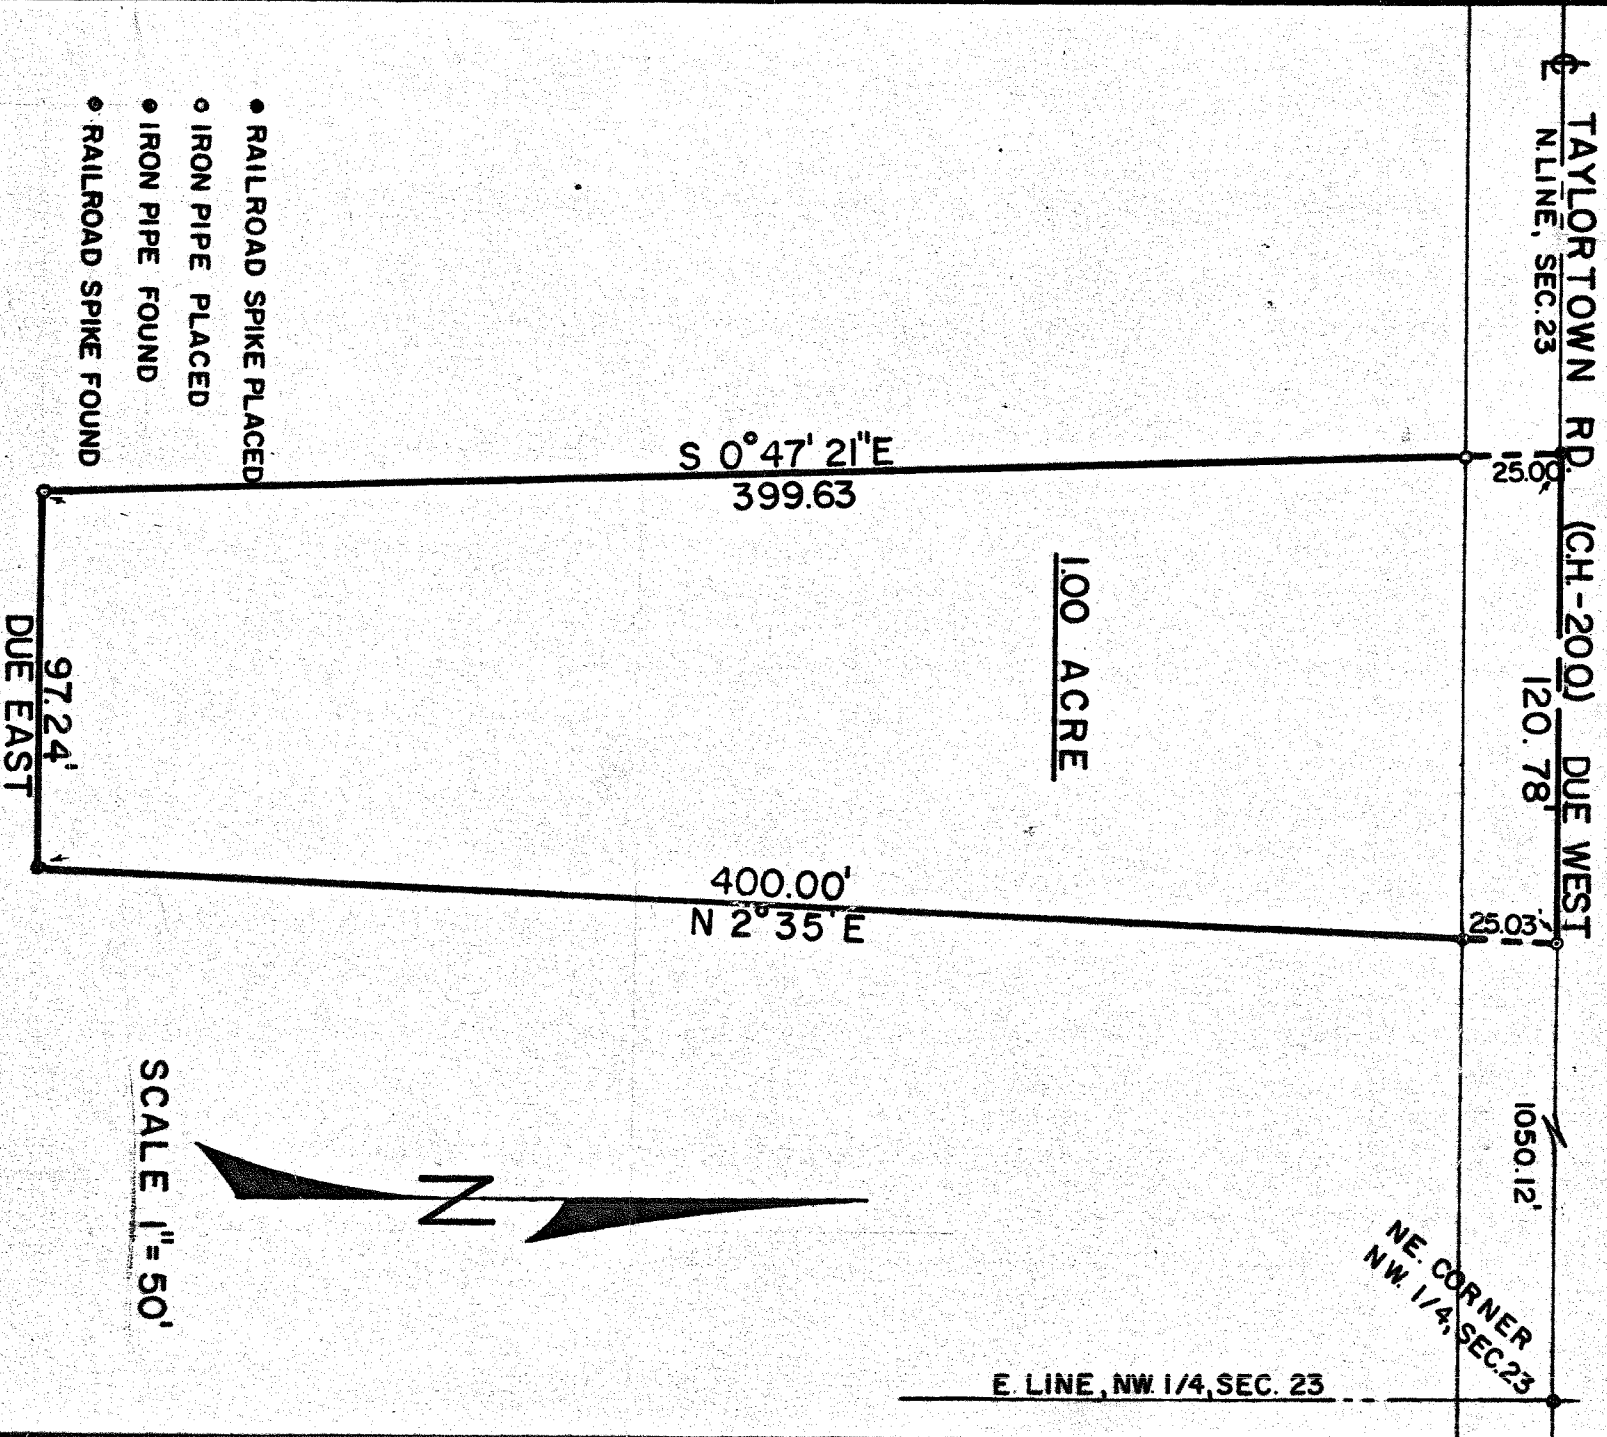 ℄ TAYLORTOWN RD. (C.H.-200) DUE WEST
N. LINE, SEC. 23
25.00'
120.78'
25.03'
1050.12'
NE. CORNER
NW. 1/4, SEC. 23
E. LINE, NW. 1/4, SEC. 23
1.00 ACRE
S 0°47'21"E
399.63
400.00'
N 2°35'E
● RAILROAD SPIKE PLACED
○ IRON PIPE PLACED
● IRON PIPE FOUND
● RAILROAD SPIKE FOUND
97.24'
DUE EAST
N
SCALE 1"=50'